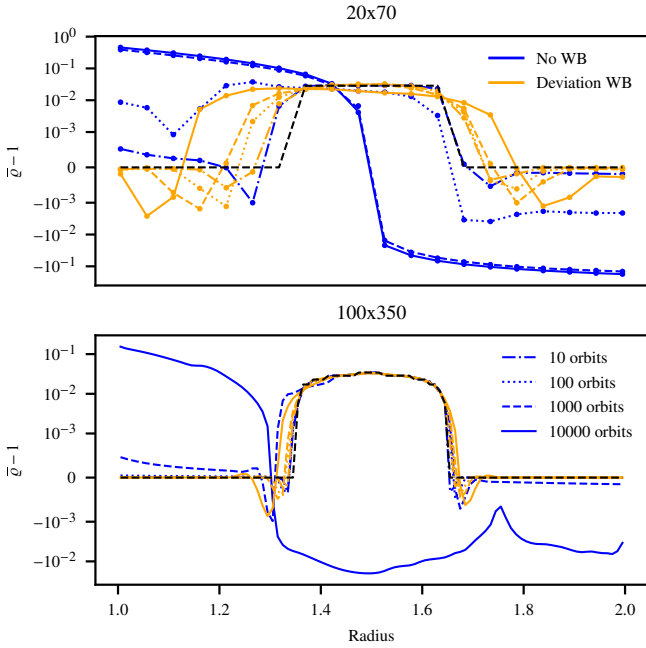 20x70
10⁰
10⁻¹
10⁻²
10⁻³
0
−10⁻³
−10⁻²
−10⁻¹
ϱ̅ − 1
No WB
Deviation WB
100x350
10⁻¹
10⁻²
10⁻³
0
−10⁻³
−10⁻²
ϱ̅ − 1
10 orbits
100 orbits
1000 orbits
10000 orbits
1.0 1.2 1.4 1.6 1.8 2.0
Radius